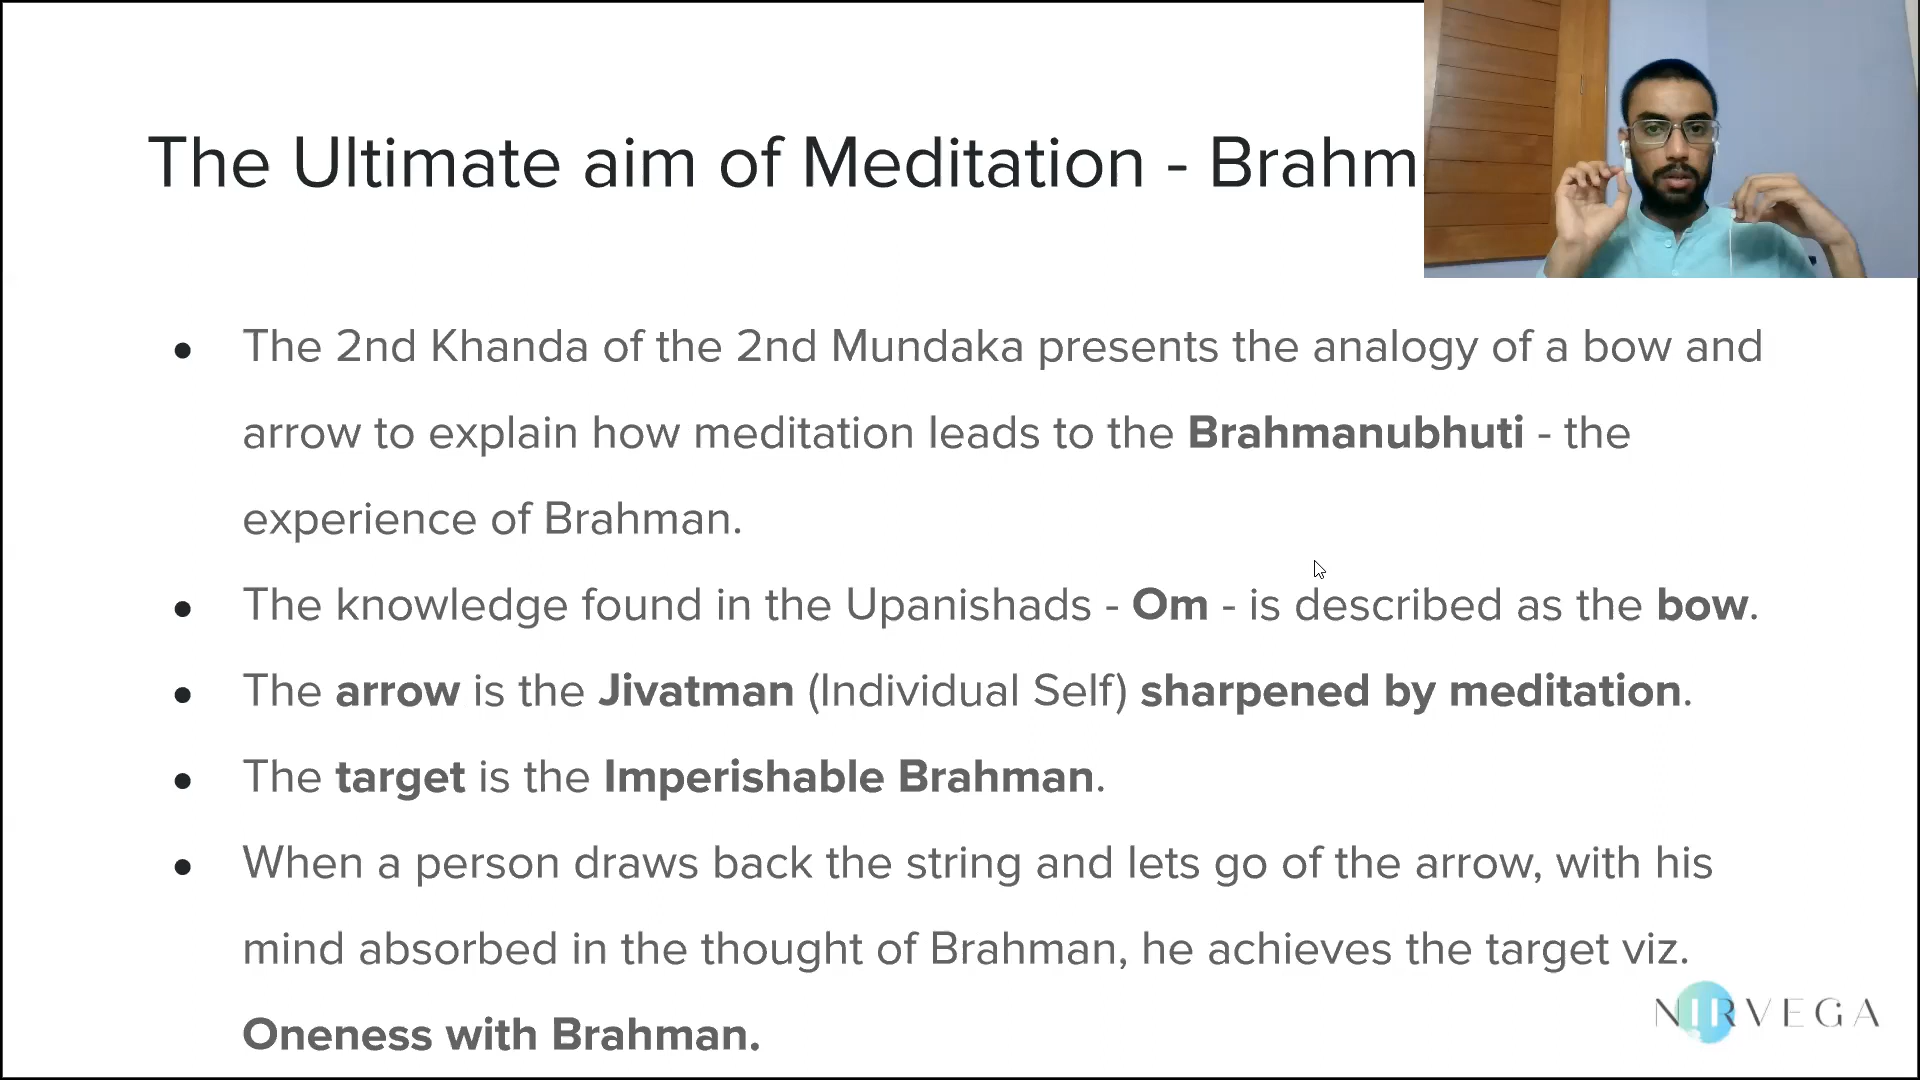 The Ultimate aim of Meditation - Brahm
• The 2nd Khanda of the 2nd Mundaka presents the analogy of a bow and
arrow to explain how meditation leads to the Brahmanubhuti - the
experience of Brahman.
• The knowledge found in the Upanishads - Om - is described as the bow.
• The arrow is the Jivatman (Individual Self) sharpened by meditation.
• The target is the Imperishable Brahman.
• When a person draws back the string and lets go of the arrow, with his
mind absorbed in the thought of Brahman, he achieves the target viz.
Oneness with Brahman.
NIRVEGA